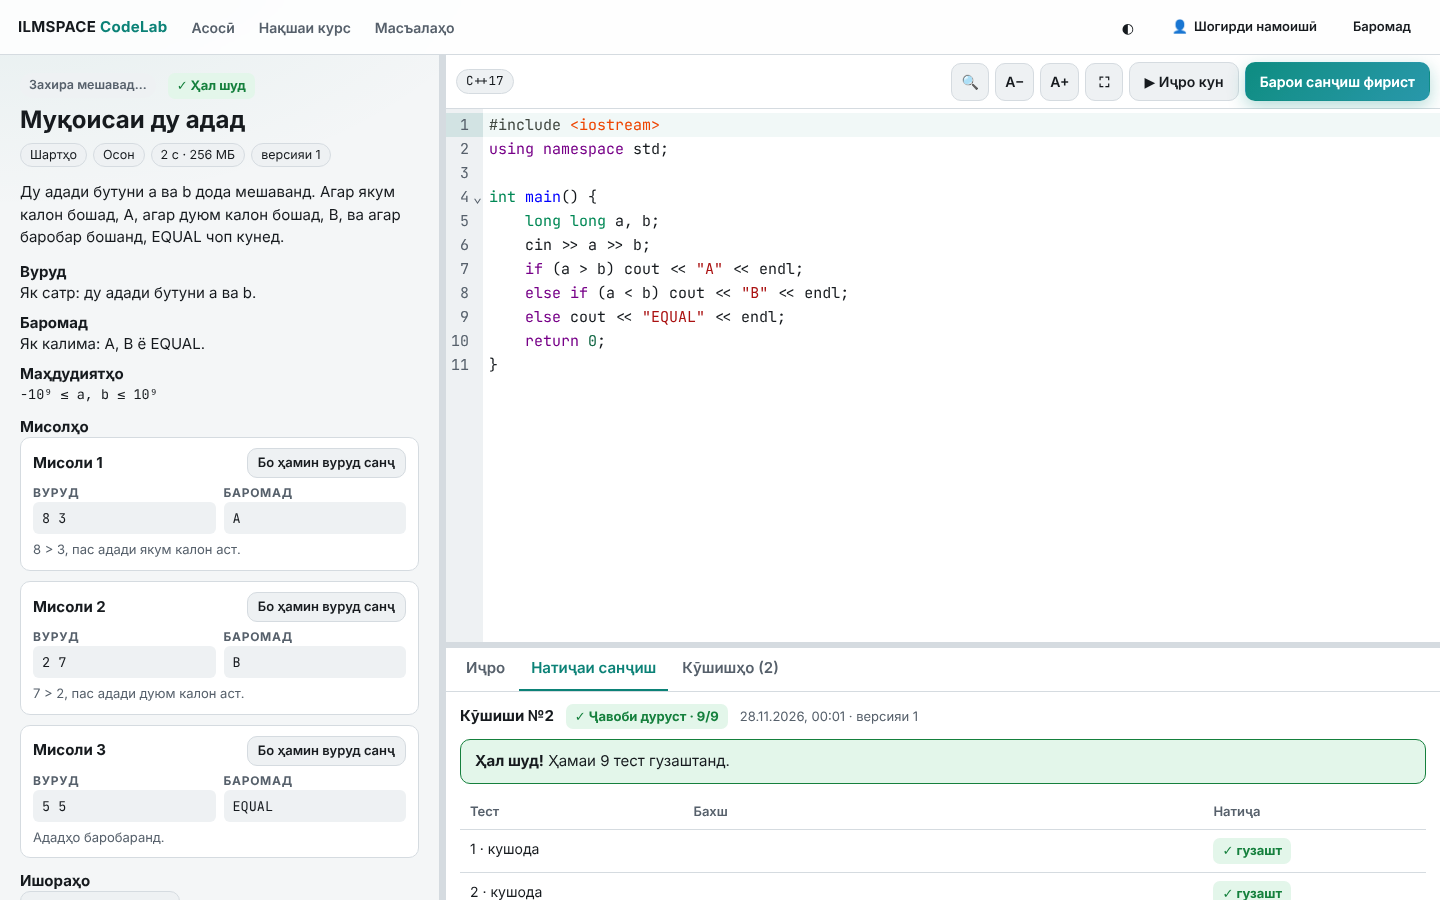 ILMSPACE CodeLab
Асосӣ
Нақшаи курс
Масъалаҳо
Шогирди намоишӣ
Баромад
Захира мешавад...
✓ Ҳал шуд
Муқоисаи ду адад
Шартҳо
Осон
2 с · 256 МБ
версияи 1
Ду адади бутуни a ва b дода мешаванд. Агар якум
калон бошад, A, агар дуюм калон бошад, B, ва агар
баробар бошанд, EQUAL чоп кунед.
Вуруд
Як сатр: ду адади бутуни a ва b.
Баромад
Як калима: A, B ё EQUAL.
Маҳдудиятҳо
-10⁹ ≤ a, b ≤ 10⁹
Мисолҳо
Мисоли 1
Бо ҳамин вуруд санҷ
ВУРУД
БАРОМАД
8 3
A
8 > 3, пас адади якум калон аст.
Мисоли 2
Бо ҳамин вуруд санҷ
ВУРУД
БАРОМАД
2 7
B
7 > 2, пас адади дуюм калон аст.
Мисоли 3
Бо ҳамин вуруд санҷ
ВУРУД
БАРОМАД
5 5
EQUAL
Ададҳо баробаранд.
Ишораҳо
C++17
A−
A+
▶ Иҷро кун
Барои санҷиш фирист
1 #include <iostream>
2 using namespace std;
3
4 int main() {
5 long long a, b;
6 cin >> a >> b;
7 if (a > b) cout << "A" << endl;
8 else if (a < b) cout << "B" << endl;
9 else cout << "EQUAL" << endl;
10 return 0;
11 }
Иҷро
Натиҷаи санҷиш
Кӯшишҳо (2)
Кӯшиши №2
✓ Ҷавоби дуруст · 9/9
28.11.2026, 00:01 · версияи 1
Ҳал шуд! Ҳамаи 9 тест гузаштанд.
Тест
Бахш
Натиҷа
1 · кушода
✓ гузашт
2 · кушода
✓ гузашт